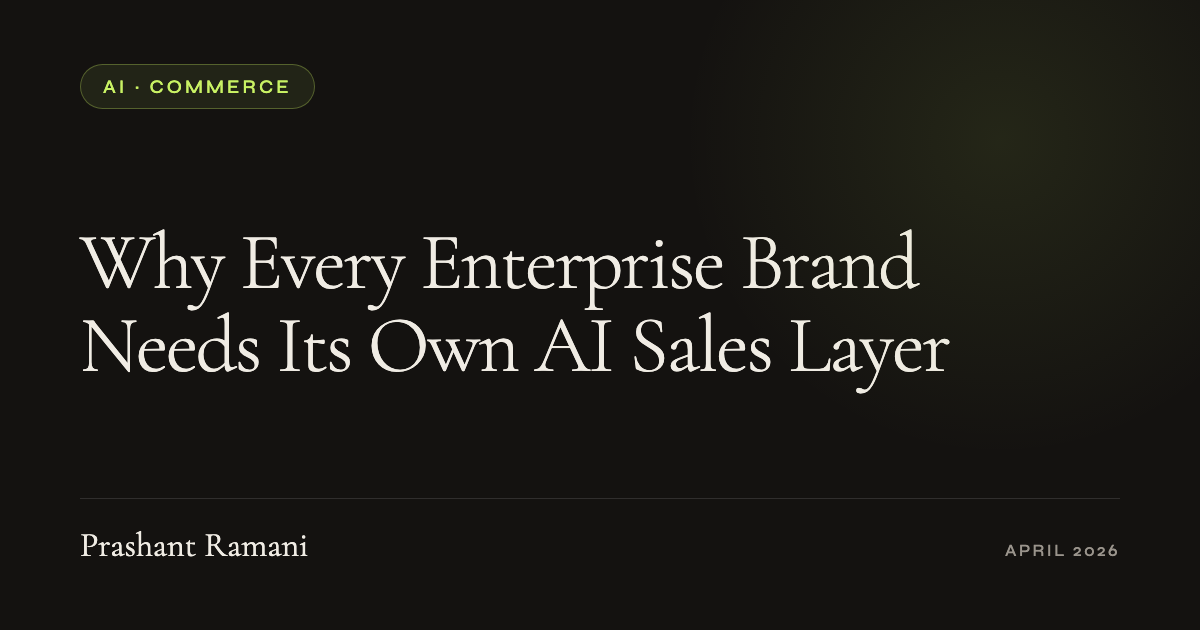 AI · COMMERCE
Why Every Enterprise Brand
Needs Its Own AI Sales Layer
Prashant Ramani
APRIL 2026